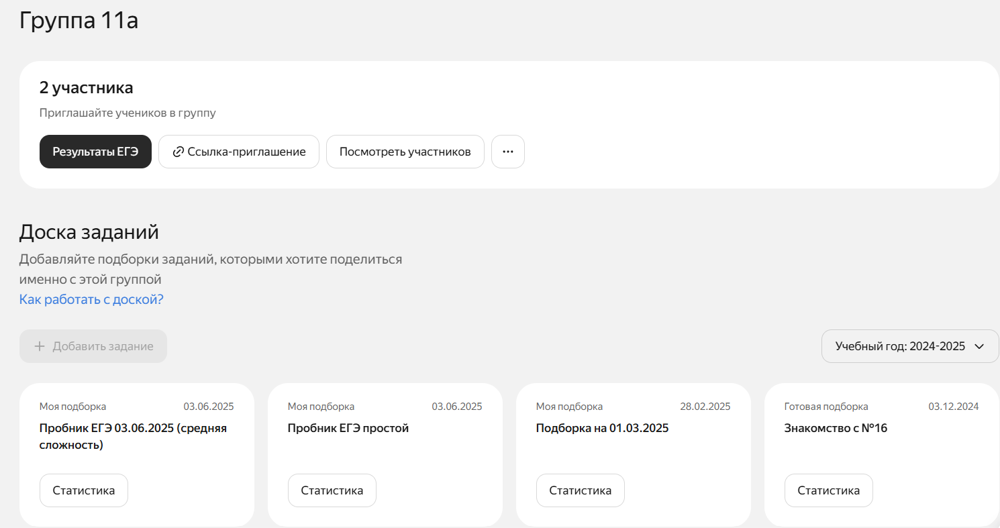 Группа 11а
2 участника
Приглашайте учеников в группу
Результаты ЕГЭ
Ссылка-приглашение
Посмотреть участников
...
Доска заданий
Добавляйте подборки заданий, которыми хотите поделиться
именно с этой группой
Как работать с доской?
+ Добавить задание
Учебный год: 2024-2025
Моя подборка
03.06.2025
Пробник ЕГЭ 03.06.2025 (средняя
сложность)
Статистика
Моя подборка
03.06.2025
Пробник ЕГЭ простой
Статистика
Моя подборка
28.02.2025
Подборка на 01.03.2025
Статистика
Готовая подборка
03.12.2024
Знакомство с №16
Статистика